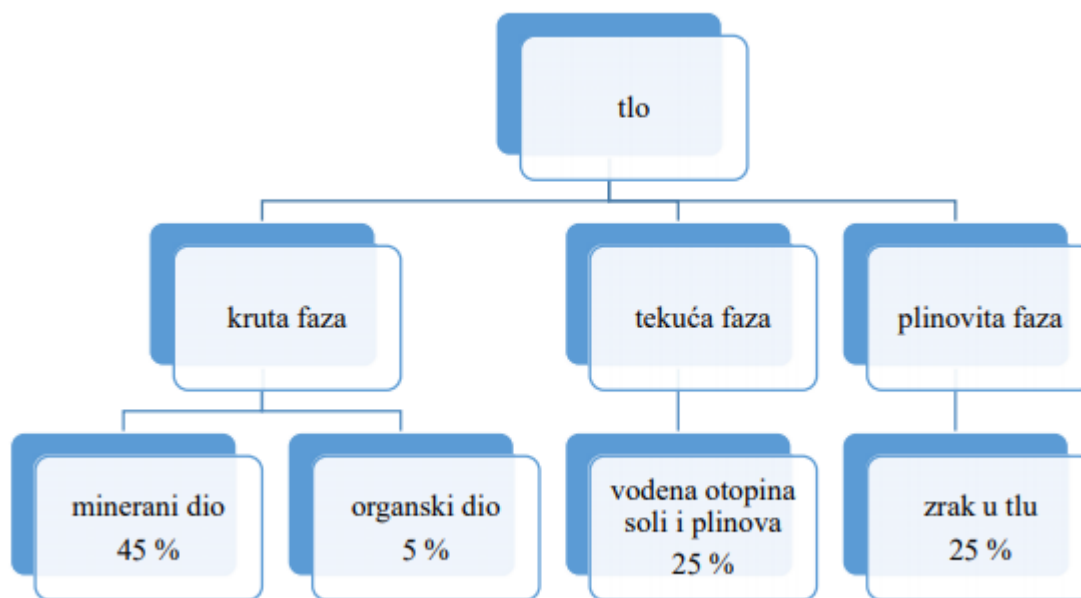 tlo
kruta faza
tekuća faza
plinovita faza
minerani dio
45 %
organski dio
5 %
vodena otopina
soli i plinova
25 %
zrak u tlu
25 %